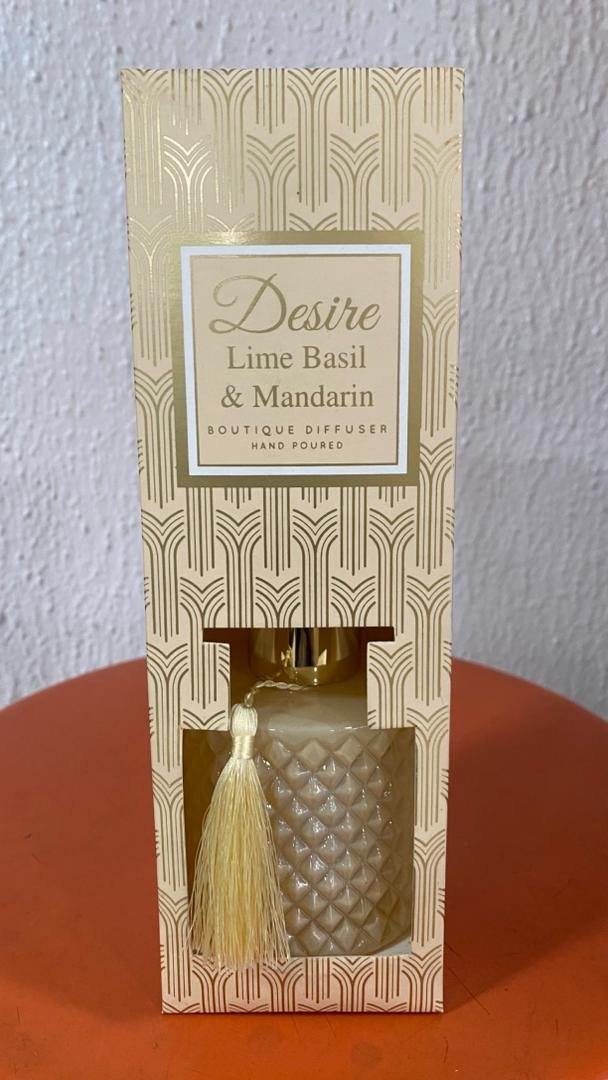 Desire
Lime Basil
& Mandarin
BOUTIQUE DIFFUSER
HAND POURED